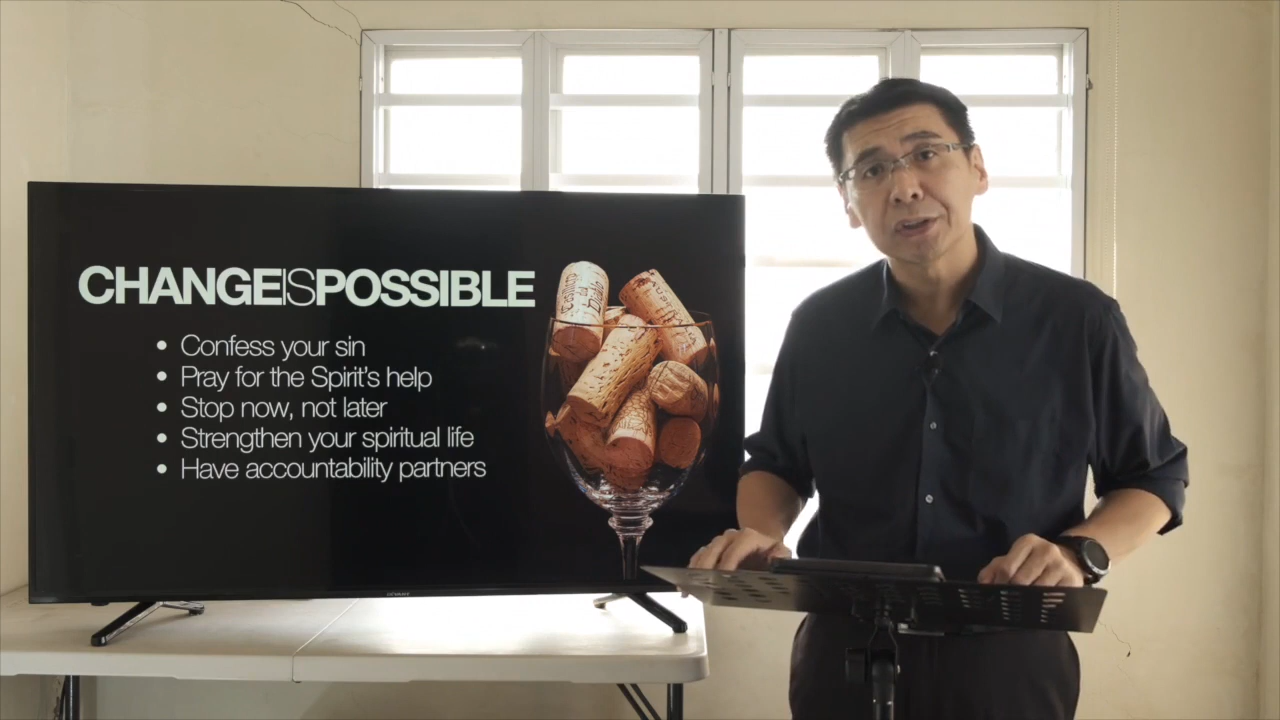 CHANGEISPOSSIBLE
• Confess your sin
• Pray for the Spirit's help
• Stop now, not later
• Strengthen your spiritual life
• Have accountability partners